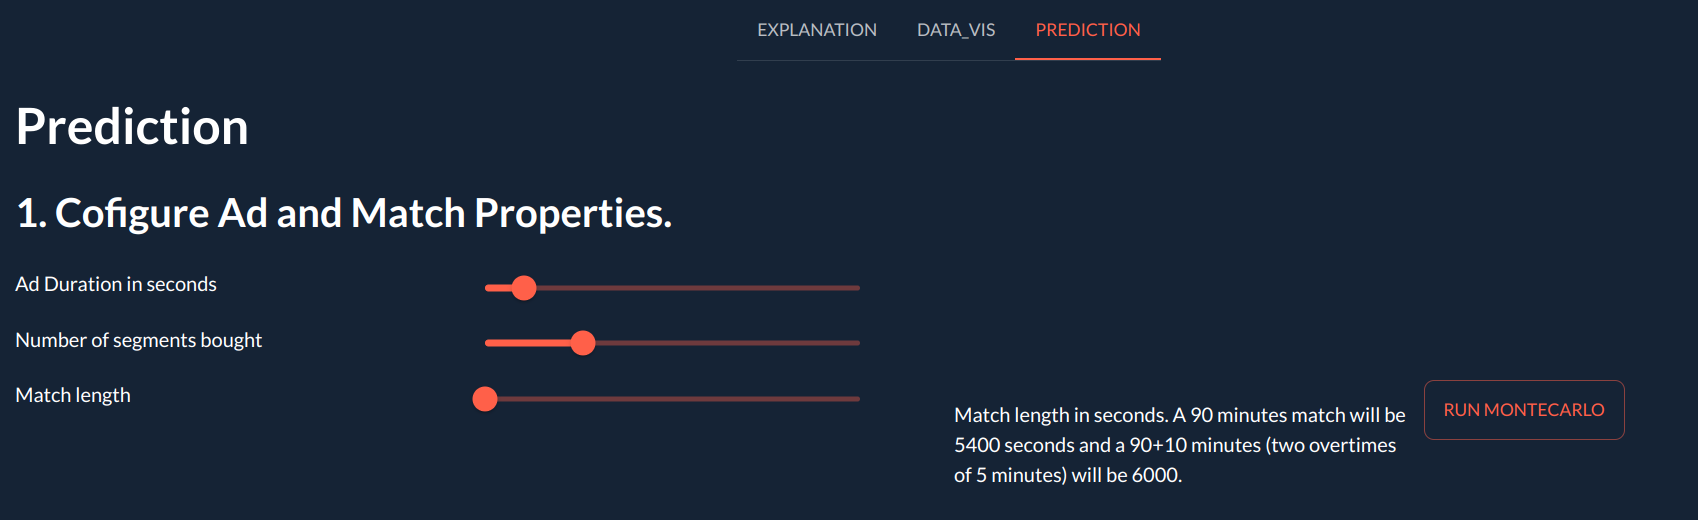 EXPLANATION DATA_VIS PREDICTION
Prediction
1. Cofigure Ad and Match Properties.
Ad Duration in seconds
Number of segments bought
Match length
Match length in seconds. A 90 minutes match will be
5400 seconds and a 90+10 minutes (two overtimes
of 5 minutes) will be 6000.
RUN MONTECARLO